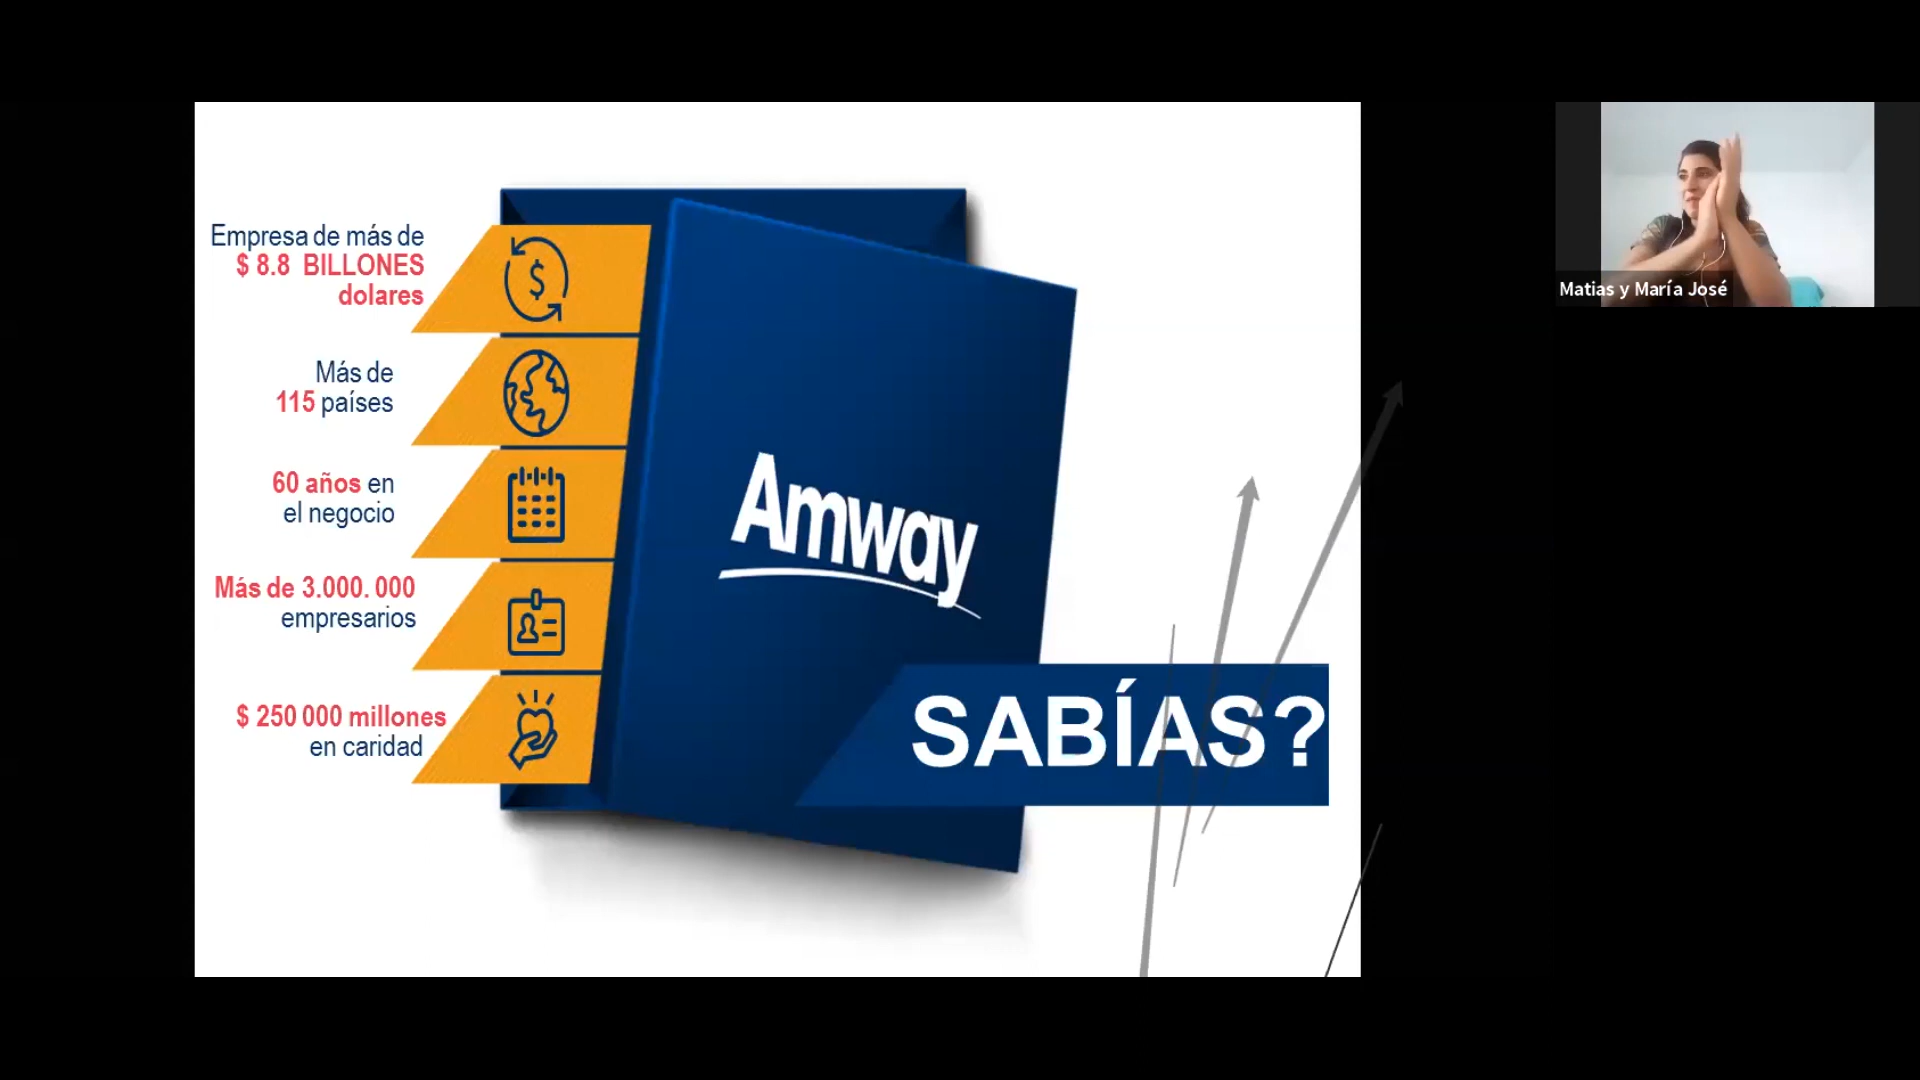 Empresa de más de
$ 8.8 BILLONES
dolares
Más de
115 países
60 años en
el negocio
Más de 3.000. 000
empresarios
$ 250 000 millones
en caridad
$
Amway
SABÍAS?
Matias y María José